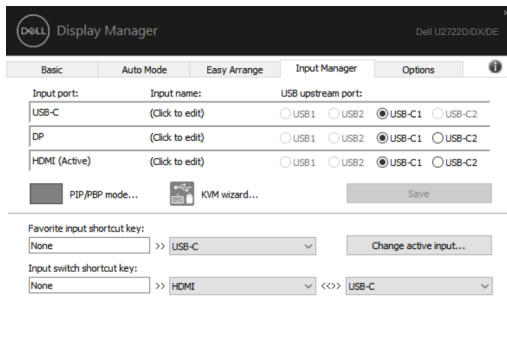 DELL Display Manager Dell U2722D/DX/DE
Basic Auto Mode Easy Arrange Input Manager Options
Input port: Input name: USB upstream port:
USB-C (Click to edit) USB1 USB2 USB-C1 USB-C2
DP (Click to edit) USB1 USB2 USB-C1 USB-C2
HDMI (Active) (Click to edit) USB1 USB2 USB-C1 USB-C2
PIP/PBP mode... KVM wizard... Save
Favorite input shortcut key:
None >> USB-C Change active input...
Input switch shortcut key:
None >> HDMI <<>> USB-C